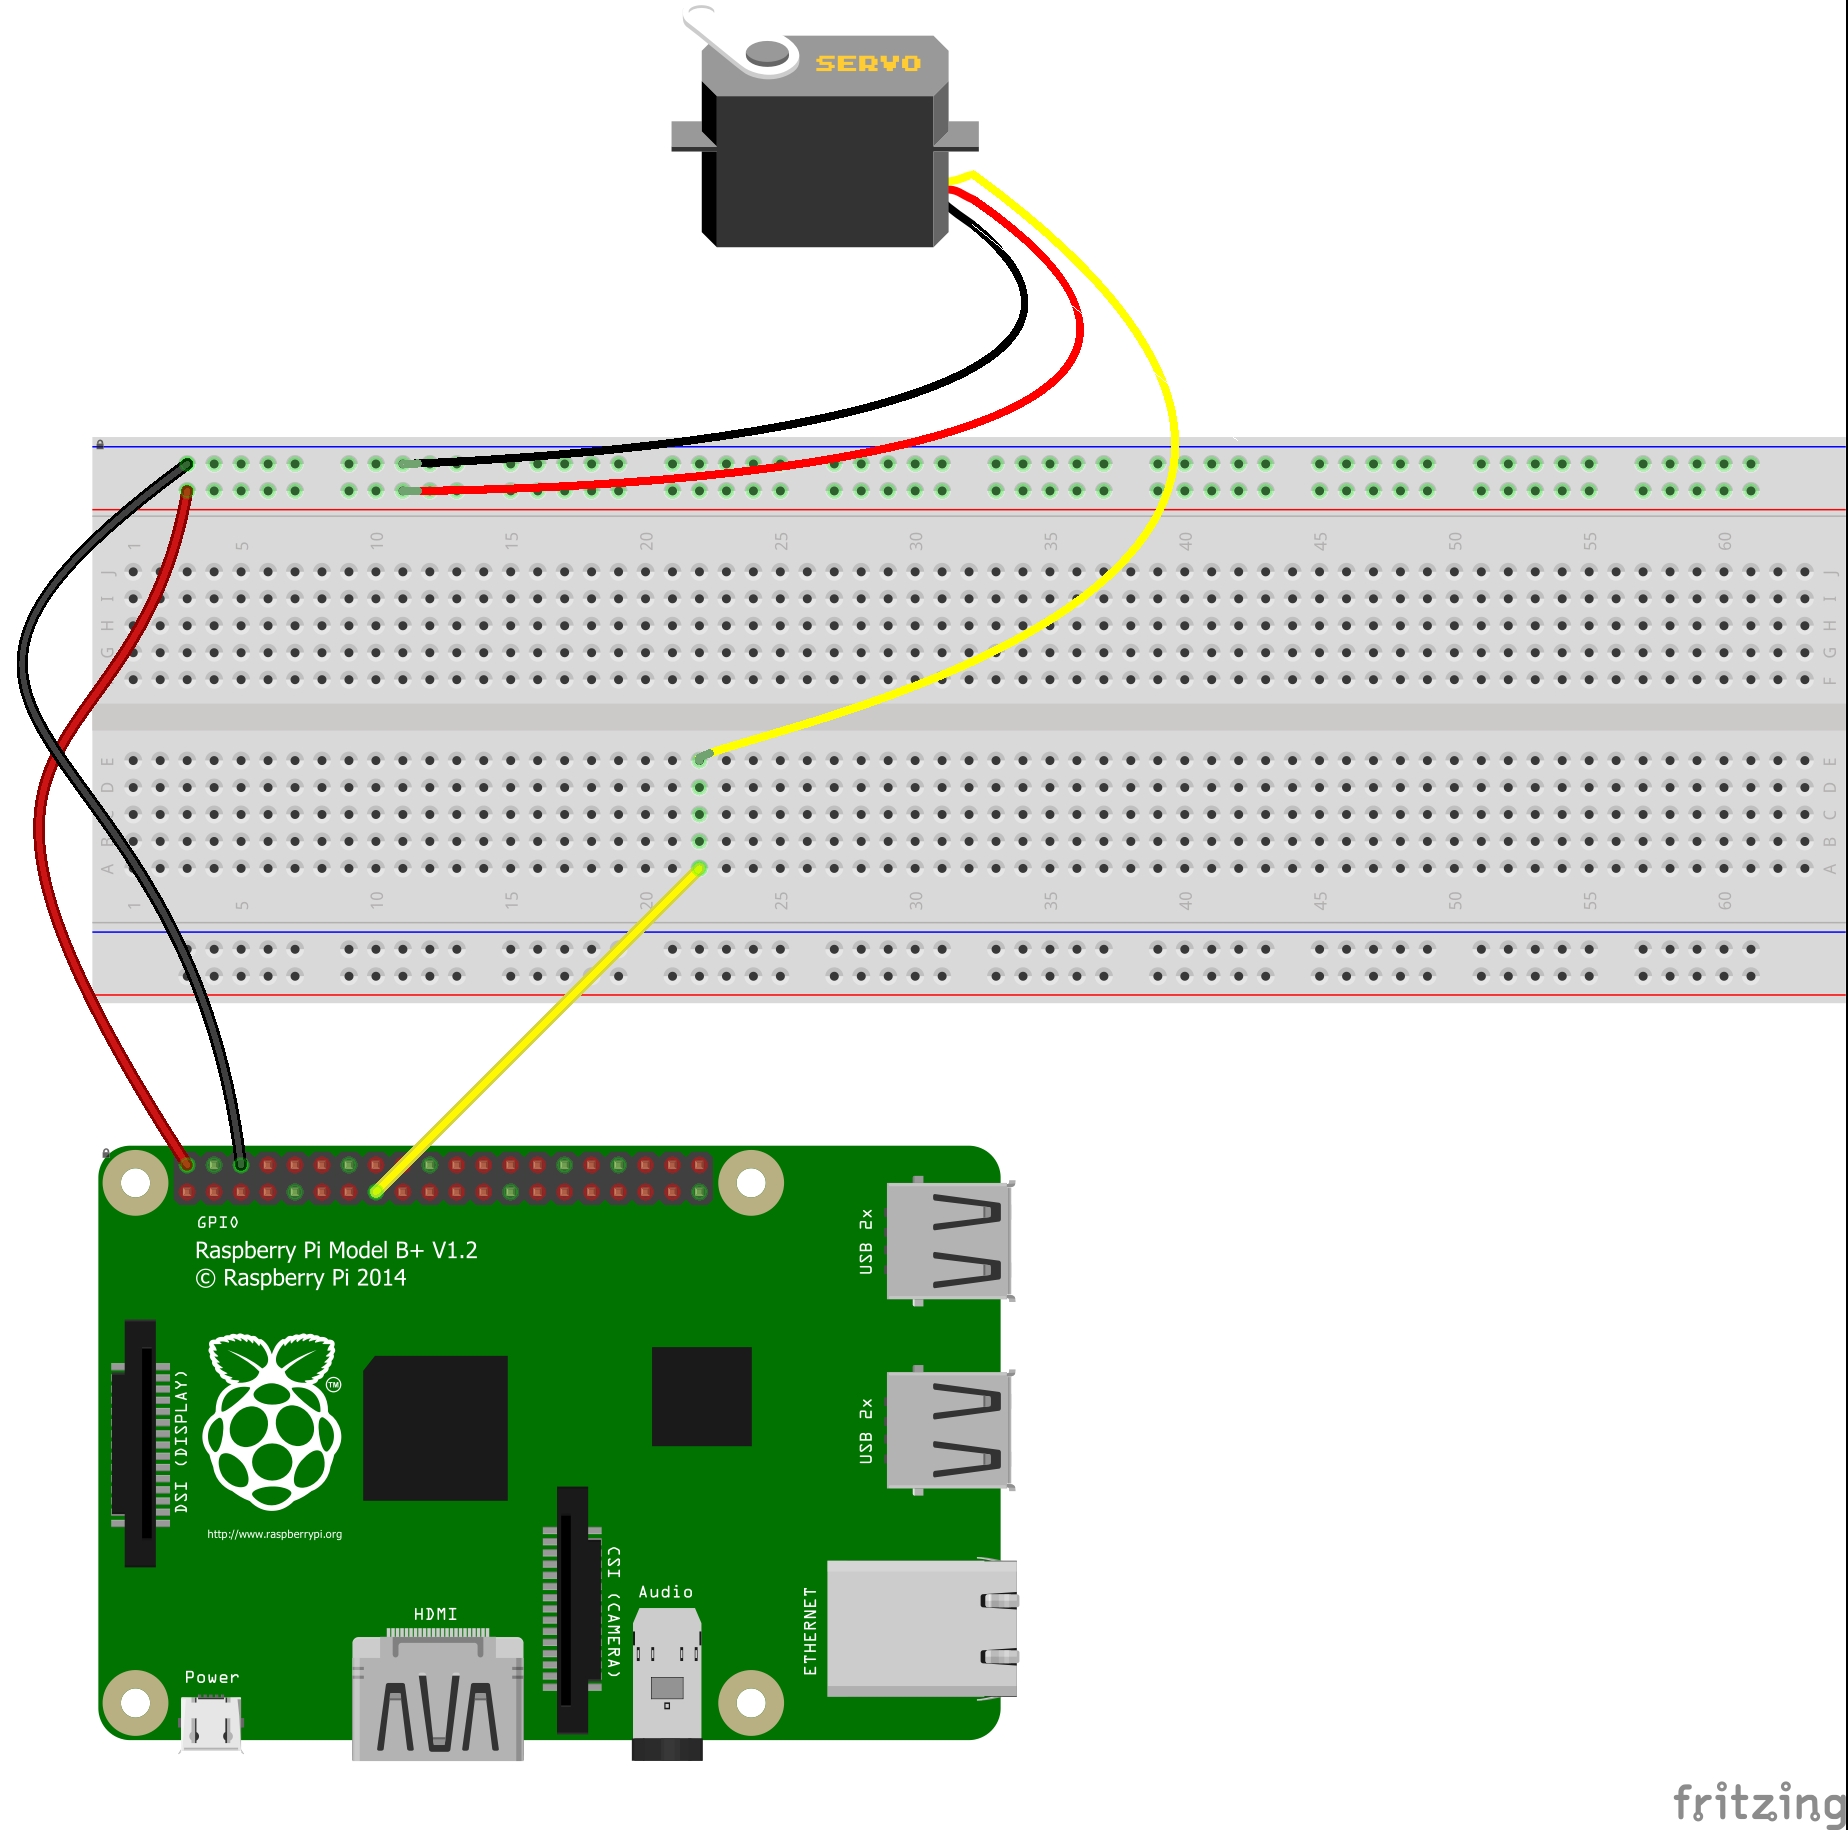 SERVO
1 5 10 15 20 25 30 35 40 45 50 55 60
J J
I I
H H
G G
F F
E E
D D
C C
B B
A A
1 5 10 15 20 25 30 35 40 45 50 55 60
GPIO
Raspberry Pi Model B+ V1.2
© Raspberry Pi 2014
USB 2x
USB 2x
DSI (DISPLAY)
TM
http://www.raspberrypi.org
CSI (CAMERA)
Audio
ETHERNET
HDMI
Power
fritzing